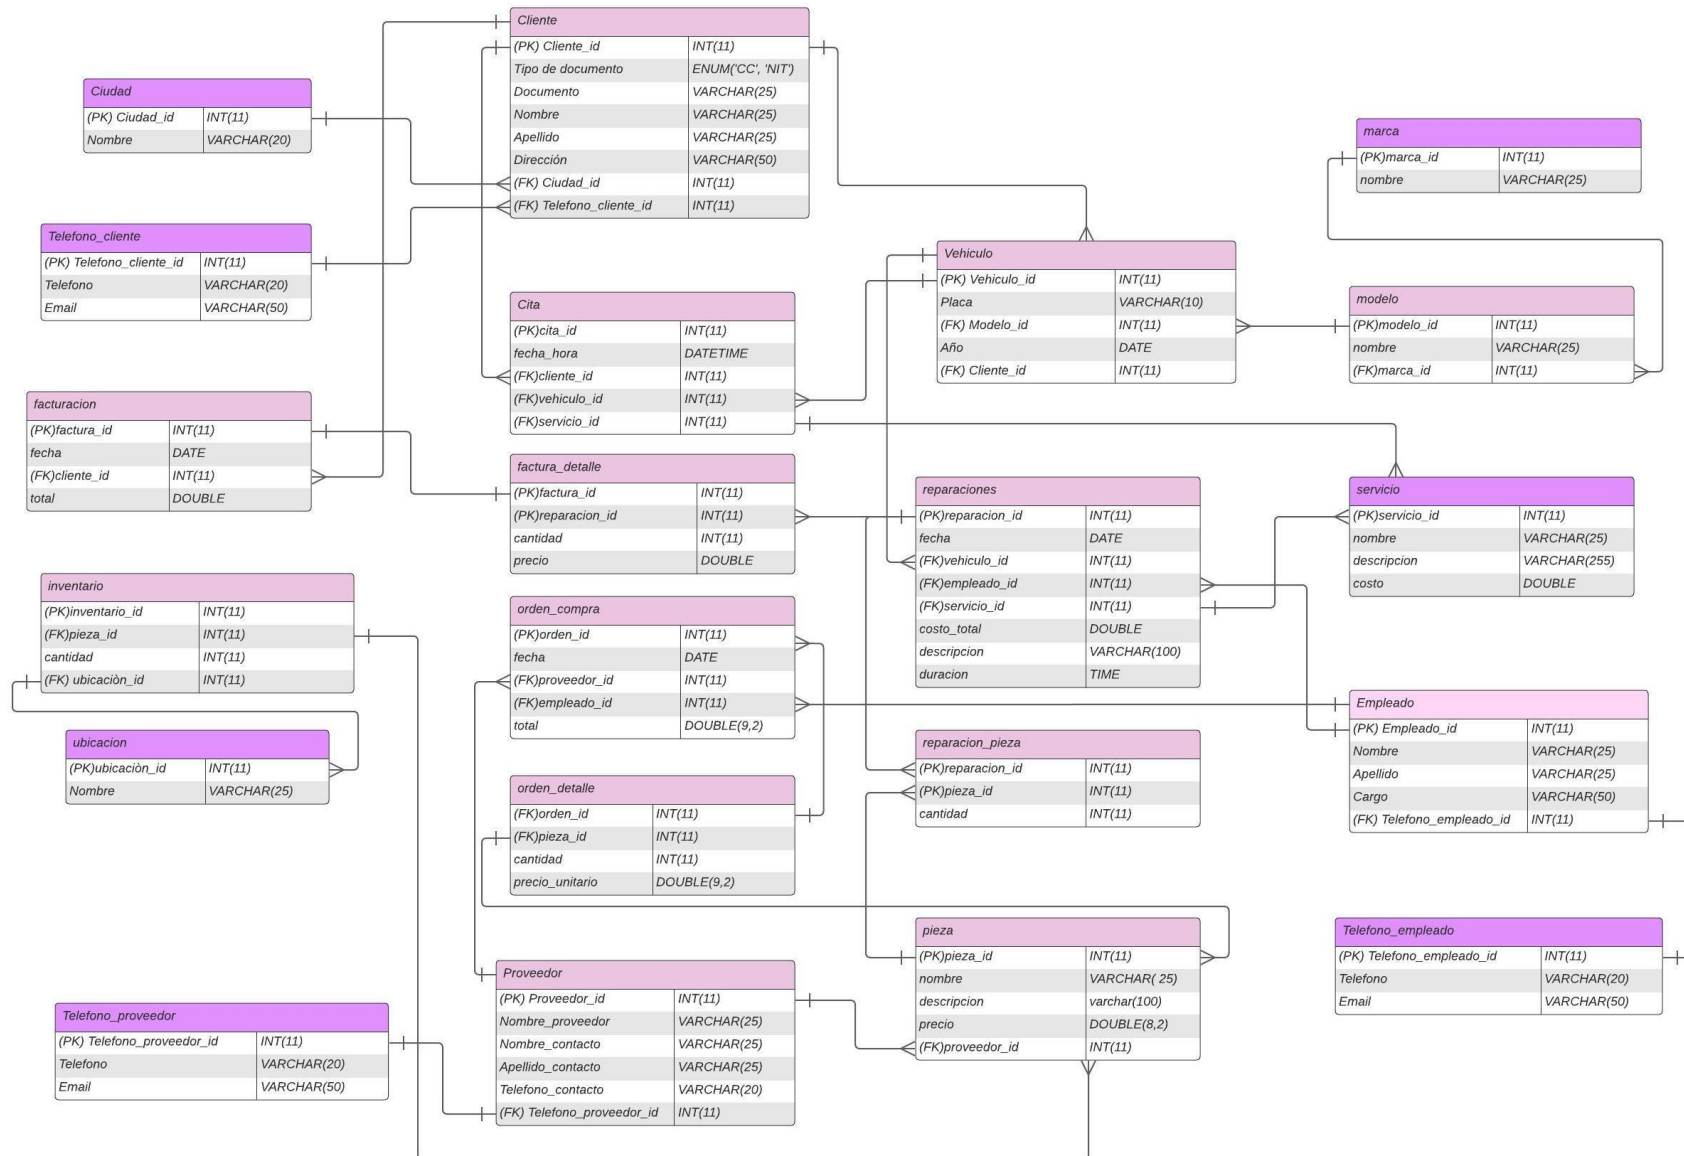 Cliente
(PK) Cliente_id INT(11)
Tipo de documento ENUM('CC', 'NIT')
Documento VARCHAR(25)
Nombre VARCHAR(25)
Apellido VARCHAR(25)
Dirección VARCHAR(50)
(FK) Ciudad_id INT(11)
(FK) Telefono_cliente_id INT(11)
Ciudad
(PK) Ciudad_id INT(11)
Nombre VARCHAR(20)
marca
(PK)marca_id INT(11)
nombre VARCHAR(25)
Telefono_cliente
(PK) Telefono_cliente_id INT(11)
Telefono VARCHAR(20)
Email VARCHAR(50)
Vehiculo
(PK) Vehiculo_id INT(11)
Placa VARCHAR(10)
(FK) Modelo_id INT(11)
Año DATE
(FK) Cliente_id INT(11)
modelo
(PK)modelo_id INT(11)
nombre VARCHAR(25)
(FK)marca_id INT(11)
Cita
(PK)cita_id INT(11)
fecha_hora DATETIME
(FK)cliente_id INT(11)
(FK)vehiculo_id INT(11)
(FK)servicio_id INT(11)
facturacion
(PK)factura_id INT(11)
fecha DATE
(FK)cliente_id INT(11)
total DOUBLE
factura_detalle
(PK)factura_id INT(11)
(PK)reparacion_id INT(11)
cantidad INT(11)
precio DOUBLE
reparaciones
(PK)reparacion_id INT(11)
fecha DATE
(FK)vehiculo_id INT(11)
(FK)empleado_id INT(11)
(FK)servicio_id INT(11)
costo_total DOUBLE
descripcion VARCHAR(100)
duracion TIME
servicio
(PK)servicio_id INT(11)
nombre VARCHAR(25)
descripcion VARCHAR(255)
costo DOUBLE
inventario
(PK)inventario_id INT(11)
(FK)pieza_id INT(11)
cantidad INT(11)
(FK) ubicaciòn_id INT(11)
orden_compra
(PK)orden_id INT(11)
fecha DATE
(FK)proveedor_id INT(11)
(FK)empleado_id INT(11)
total DOUBLE(9,2)
Empleado
(PK) Empleado_id INT(11)
Nombre VARCHAR(25)
Apellido VARCHAR(25)
Cargo VARCHAR(50)
(FK) Telefono_empleado_id INT(11)
ubicacion
(PK)ubicaciòn_id INT(11)
Nombre VARCHAR(25)
reparacion_pieza
(PK)reparacion_id INT(11)
(PK)pieza_id INT(11)
cantidad INT(11)
orden_detalle
(FK)orden_id INT(11)
(FK)pieza_id INT(11)
cantidad INT(11)
precio_unitario DOUBLE(9,2)
pieza
(PK)pieza_id INT(11)
nombre VARCHAR( 25)
descripcion varchar(100)
precio DOUBLE(8,2)
(FK)proveedor_id INT(11)
Telefono_empleado
(PK) Telefono_empleado_id INT(11)
Telefono VARCHAR(20)
Email VARCHAR(50)
Proveedor
(PK) Proveedor_id INT(11)
Nombre_proveedor VARCHAR(25)
Nombre_contacto VARCHAR(25)
Apellido_contacto VARCHAR(25)
Telefono_contacto VARCHAR(20)
(FK) Telefono_proveedor_id INT(11)
Telefono_proveedor
(PK) Telefono_proveedor_id INT(11)
Telefono VARCHAR(20)
Email VARCHAR(50)